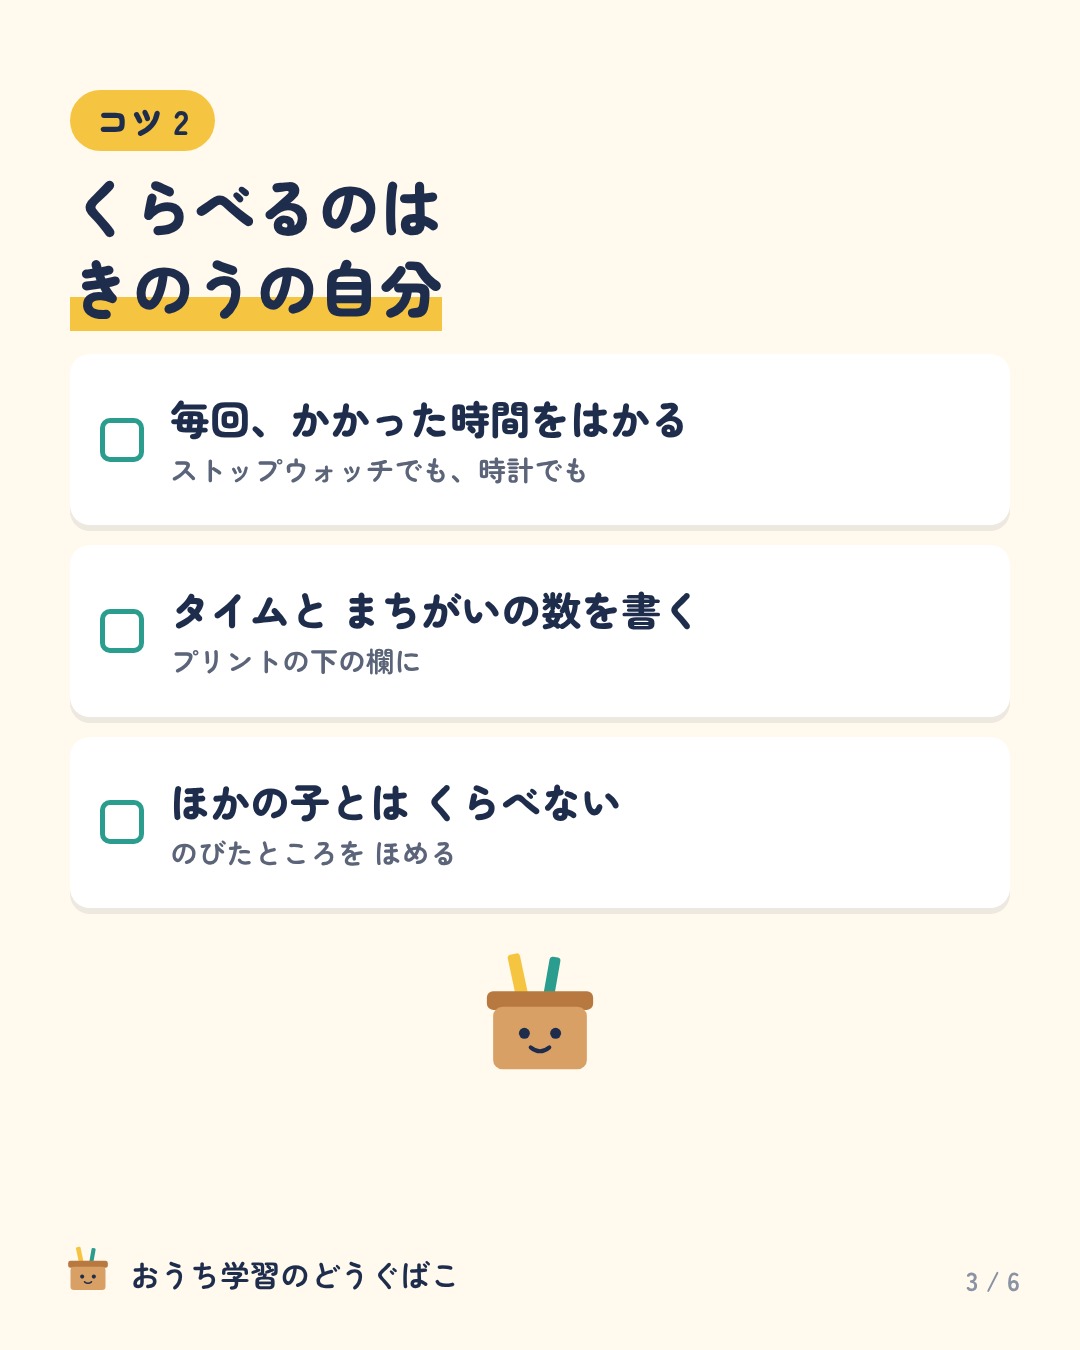 コツ 2
くらべるのは
きのうの自分
毎回、かかった時間をはかる
ストップウォッチでも、時計でも
タイムと まちがいの数を書く
プリントの下の欄に
ほかの子とは くらべない
のびたところを ほめる
おうち学習のどうぐばこ
3 / 6